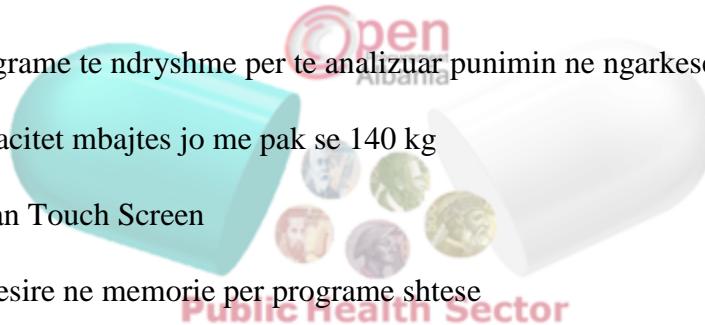 Open
Albania
grame te ndryshme per te analizuar punimin ne ngarkese
acitet mbajtes jo me pak se 140 kg
an Touch Screen
esire ne memorie per programe shtese
Public Health Sector